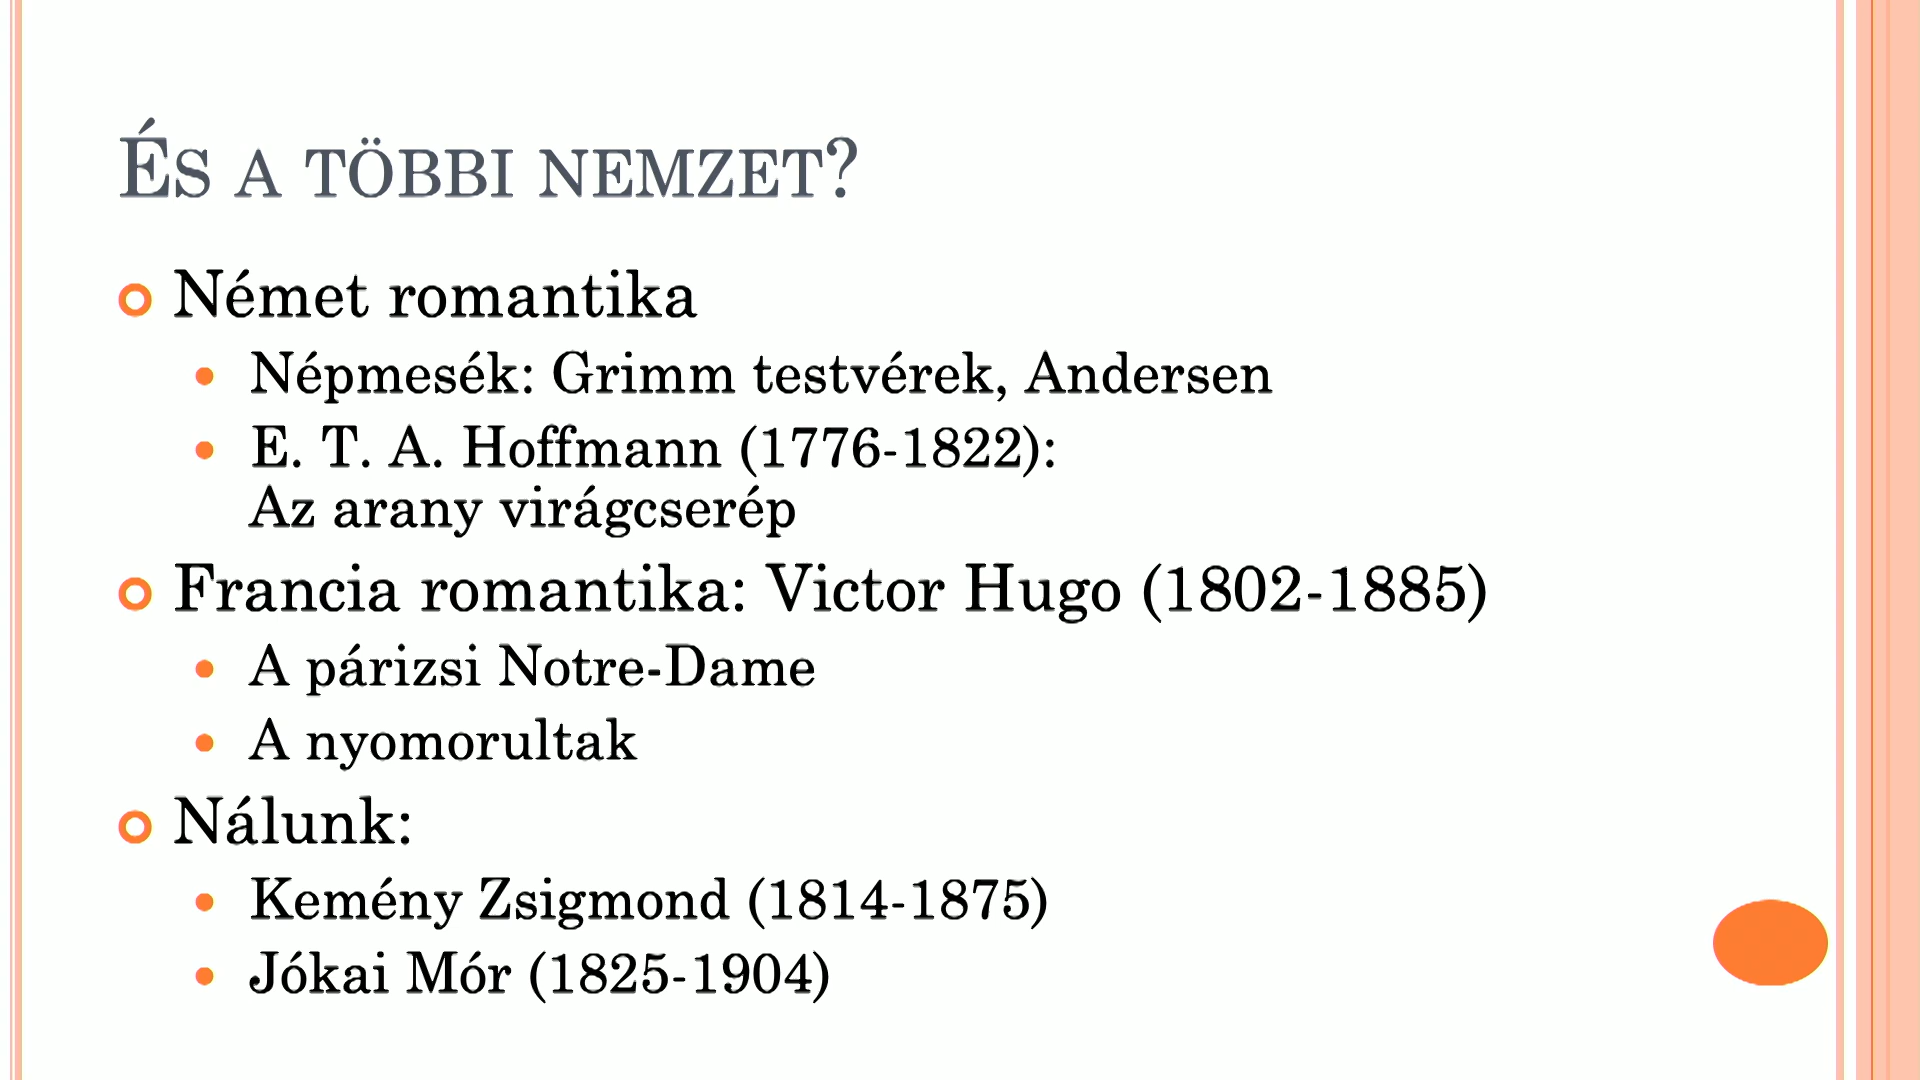 És a többi nemzet?
Német romantika
Népmesék: Grimm testvérek, Andersen
E. T. A. Hoffmann (1776-1822):
Az arany virágcserép
Francia romantika: Victor Hugo (1802-1885)
A párizsi Notre-Dame
A nyomorultak
Nálunk:
Kemény Zsigmond (1814-1875)
Jókai Mór (1825-1904)